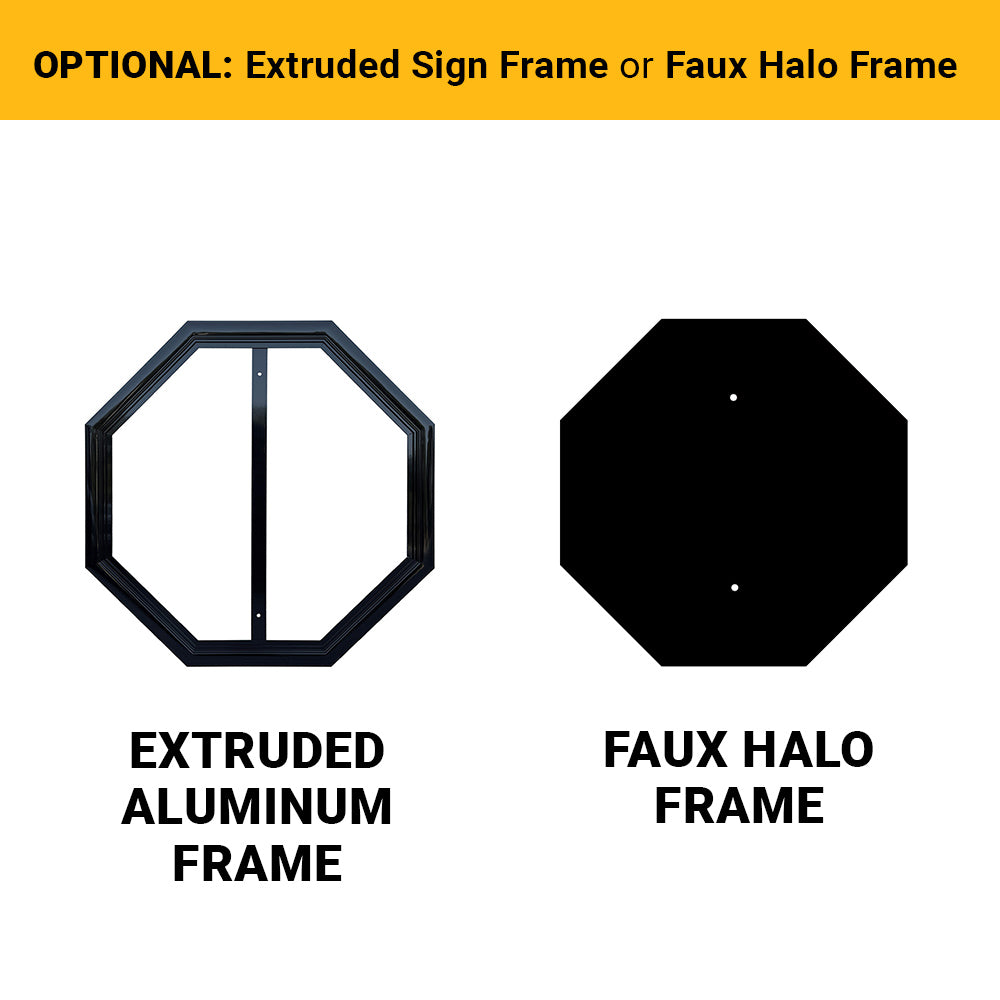 OPTIONAL: Extruded Sign Frame or Faux Halo Frame
EXTRUDED
ALUMINUM
FRAME
FAUX HALO
FRAME